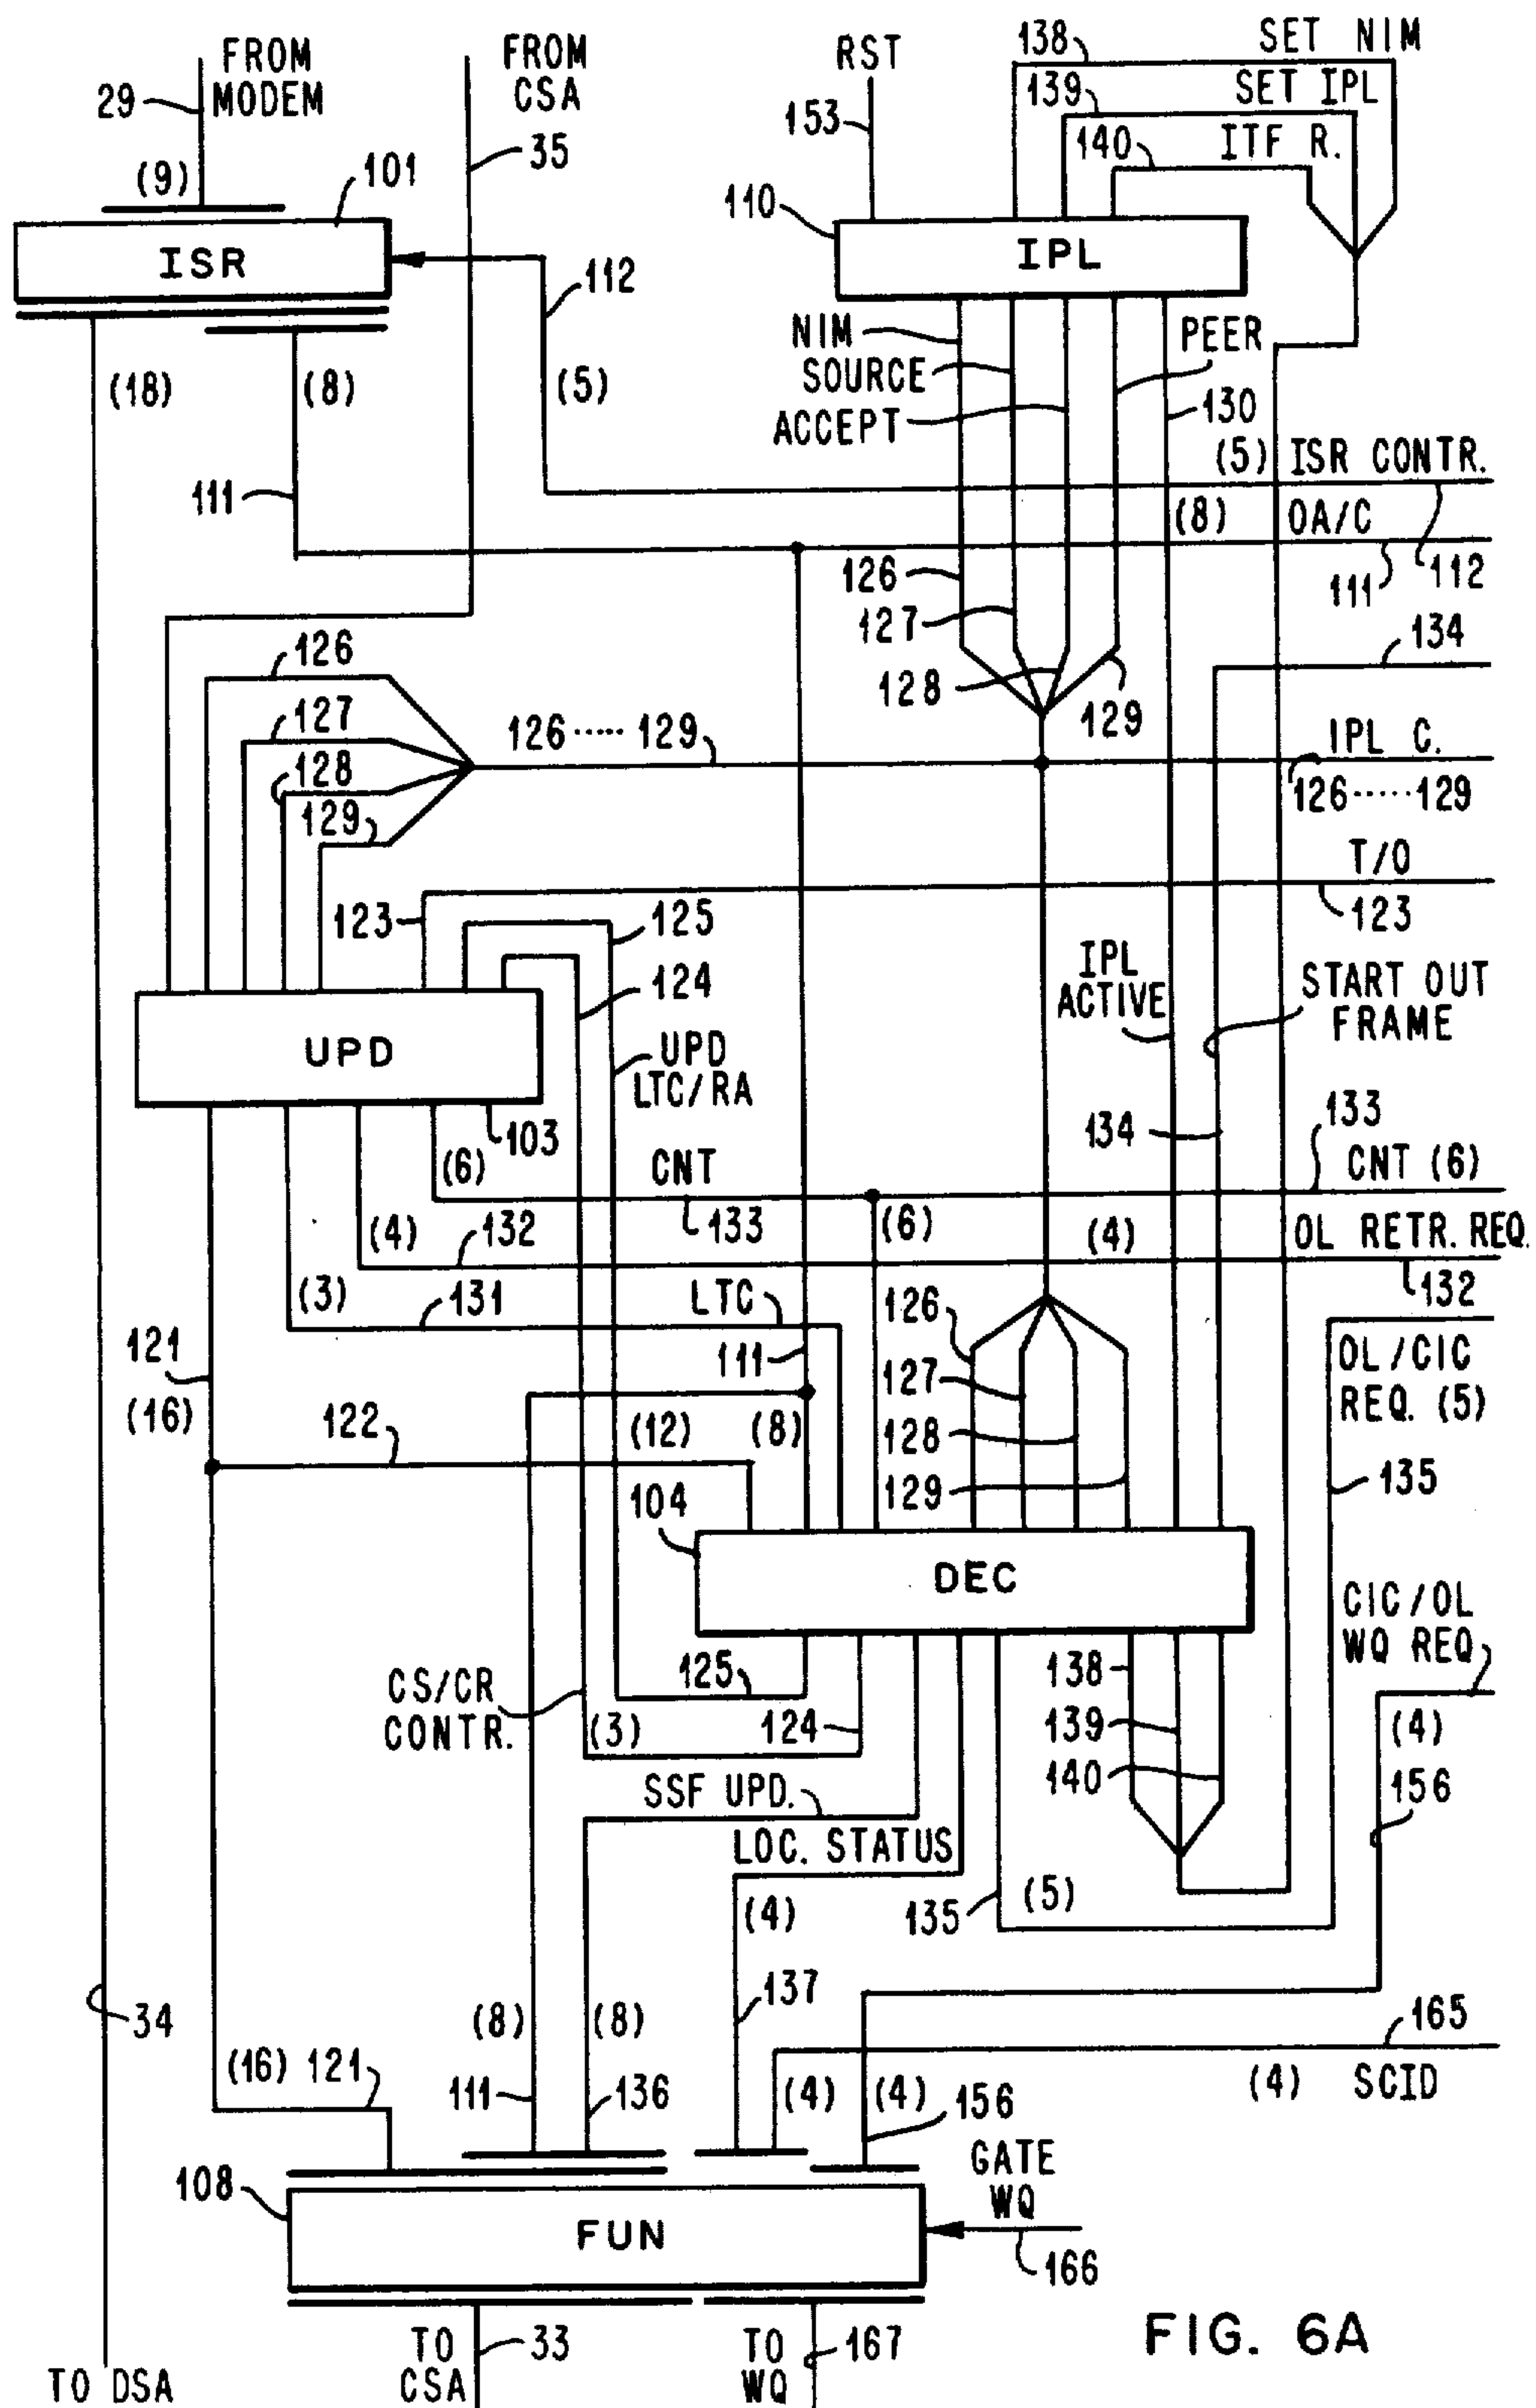 FROM
MODEM
29
FROM
CSA
35
RST
153
138
SET NIM
139
SET IPL
140
ITF R.
(9)
101
110
ISR
IPL
112
(18)
(8)
(5)
NIM
SOURCE
ACCEPT
PEER
130
111
(5) ISR CONTR.
(8)
OA/C
111
112
126
127
128
129
134
126
127
128
129
126 ····· 129
IPL C.
126 ····· 129
T/O
123
123
125
124
IPL
ACTIVE
START OUT
FRAME
UPD
UPD
LTC/RA
103
134
133
(6)
CNT
CNT (6)
133
(6)
(4)
132
(4)
OL RETR. REQ.
132
(3)
131
LTC
126
121
(16)
111
127
OL/CIC
REQ. (5)
122
(12)
(8)
128
129
135
104
DEC
CIC/OL
WQ REQ
CS/CR
CONTR.
125
(3)
124
138
139
140
(4)
156
SSF UPD.
LOC. STATUS
(4)
135
(5)
34
(8)
(8)
137
165
(16) 121
111
136
(4)
(4)
156
(4) SCID
108
GATE
WQ
FUN
166
TO DSA
TO
CSA
33
TO
WQ
167
FIG. 6A